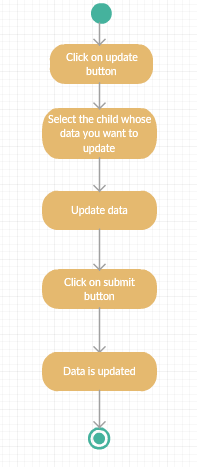 Click on update
button
Select the child whose
data you want to
update
Update data
Click on submit
button
Data is updated